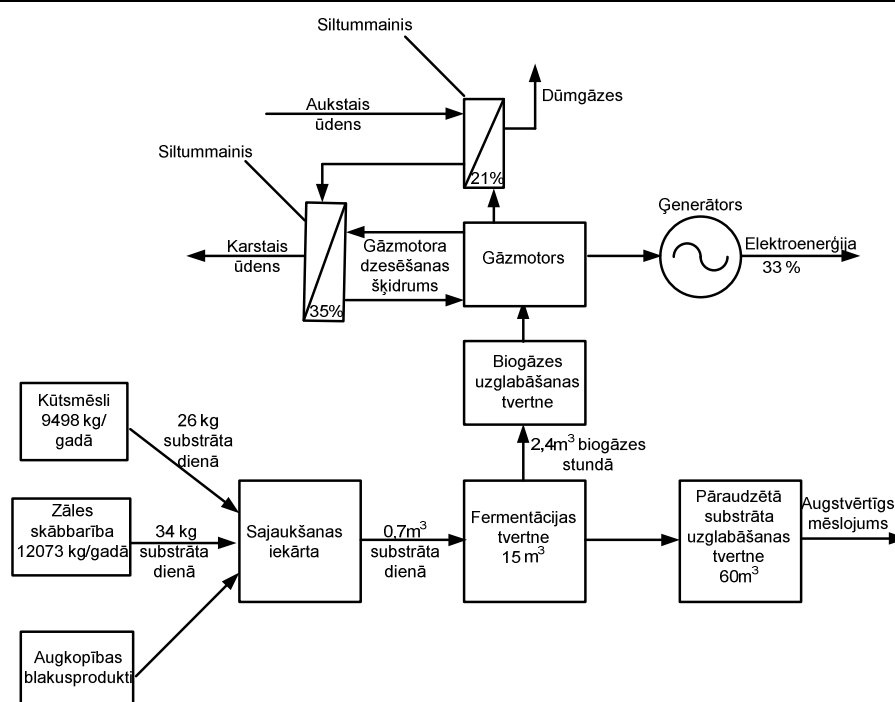 Siltummainis
Dūmgāzes
Aukstais
ūdens
Siltummainis
21%
Ģenerātors
Karstais
ūdens
Gāzmotora
dzesēšanas
šķidrums
Gāzmotors
Elektroenerģija
33 %
35%
Biogāzes
uzglabāšanas
tvertne
Kūtsmēsli
9498 kg/
gadā
26 kg
substrāta
dienā
2,4m³ biogāzes
stundā
Zāles
skābbarība
12073 kg/gadā
34 kg
substrāta
dienā
Sajaukšanas
iekārta
0,7m³
substrāta
dienā
Fermentācijas
tvertne
15 m³
Pāraudzētā
substrāta
uzglabāšanas
tvertne
60m³
Augstvērtīgs
mēslojums
Augkopības
blakusprodukti